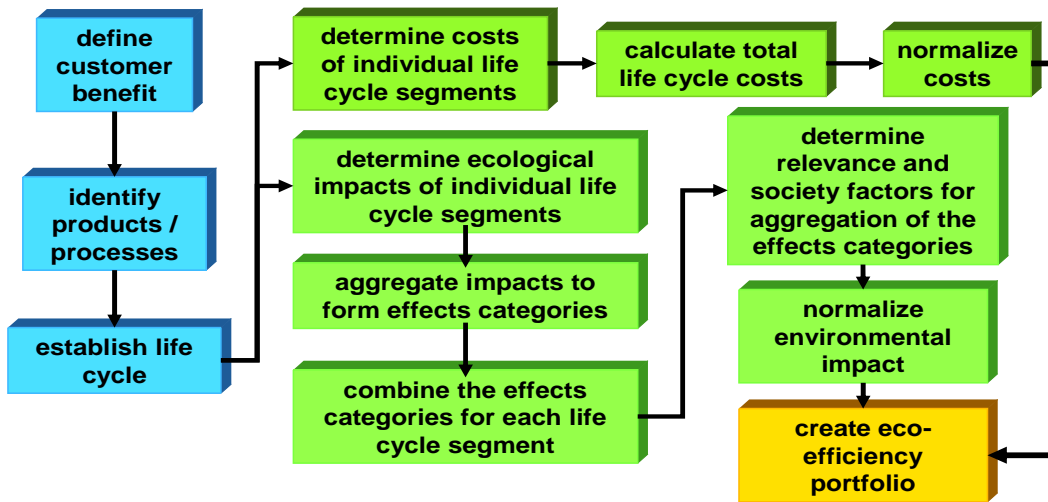 define
customer
benefit
identify
products /
processes
establish life
cycle
determine costs
of individual life
cycle segments
calculate total
life cycle costs
normalize
costs
determine ecological
impacts of individual life
cycle segments
aggregate impacts to
form effects categories
combine the effects
categories for each life
cycle segment
determine
relevance and
society factors for
aggregation of the
effects categories
normalize
environmental
impact
create eco-
efficiency
portfolio